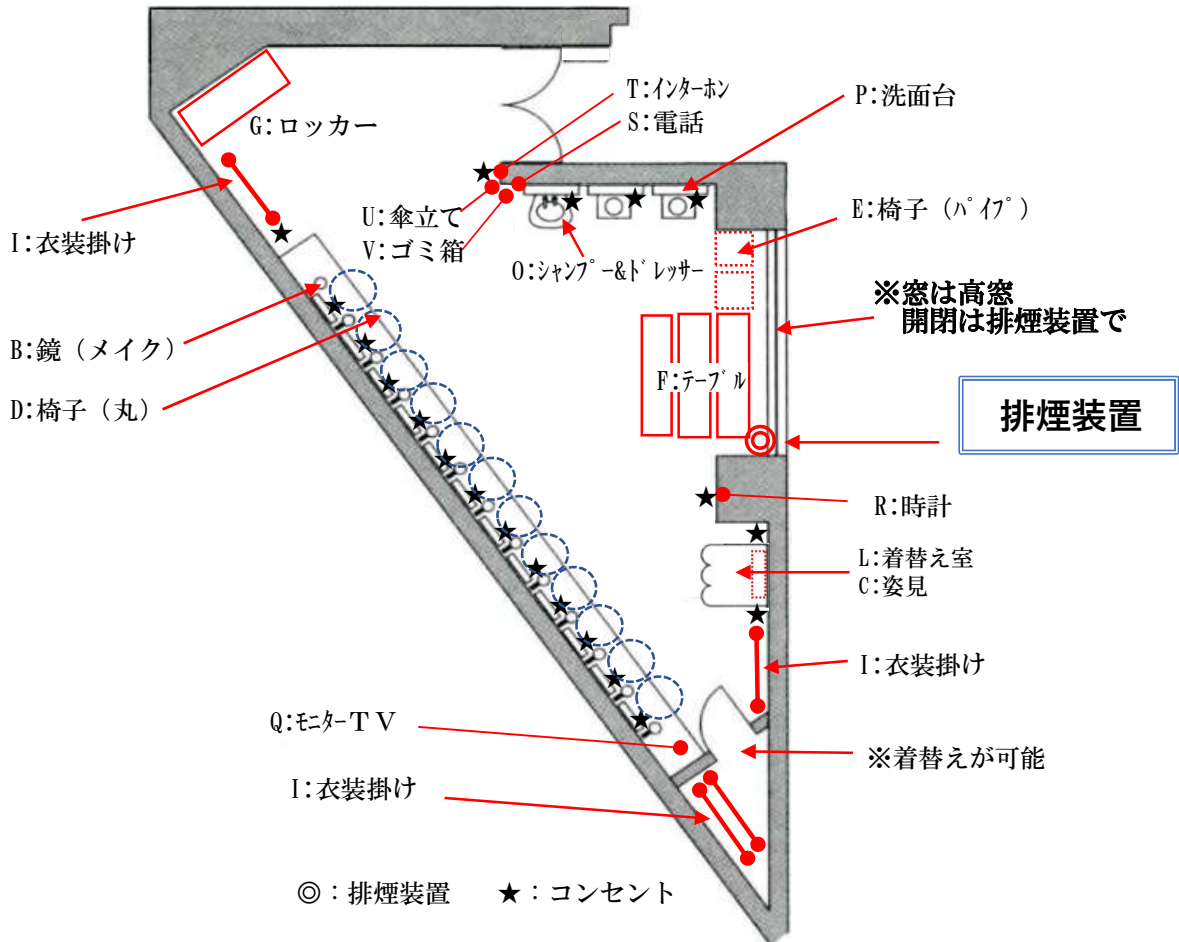 T:ｲﾝﾀｰﾎﾝ
S:電話
P:洗面台
G:ロッカー
U:傘立て
V:ゴミ箱
I:衣装掛け
E:椅子（ﾊﾟｲﾌﾟ）
O:ｼｬﾝﾌﾟｰ&ﾄﾞﾚｯｻｰ
※窓は高窓
開閉は排煙装置で
B:鏡（メイク）
D:椅子（丸）
F:ﾃｰﾌﾞﾙ
排煙装置
R:時計
L:着替え室
C:姿見
I:衣装掛け
Q:ﾓﾆﾀｰＴＶ
※着替えが可能
I:衣装掛け
◎：排煙装置　★：コンセント